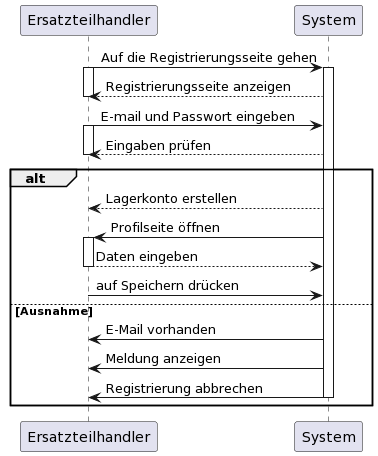 Ersatzteilhandler System
Auf die Registrierungsseite gehen
Registrierungsseite anzeigen
E-mail und Passwort eingeben
Eingaben prüfen
alt
Lagerkonto erstellen
Profilseite öffnen
Daten eingeben
auf Speichern drücken
[Ausnahme]
E-Mail vorhanden
Meldung anzeigen
Registrierung abbrechen
Ersatzteilhandler System